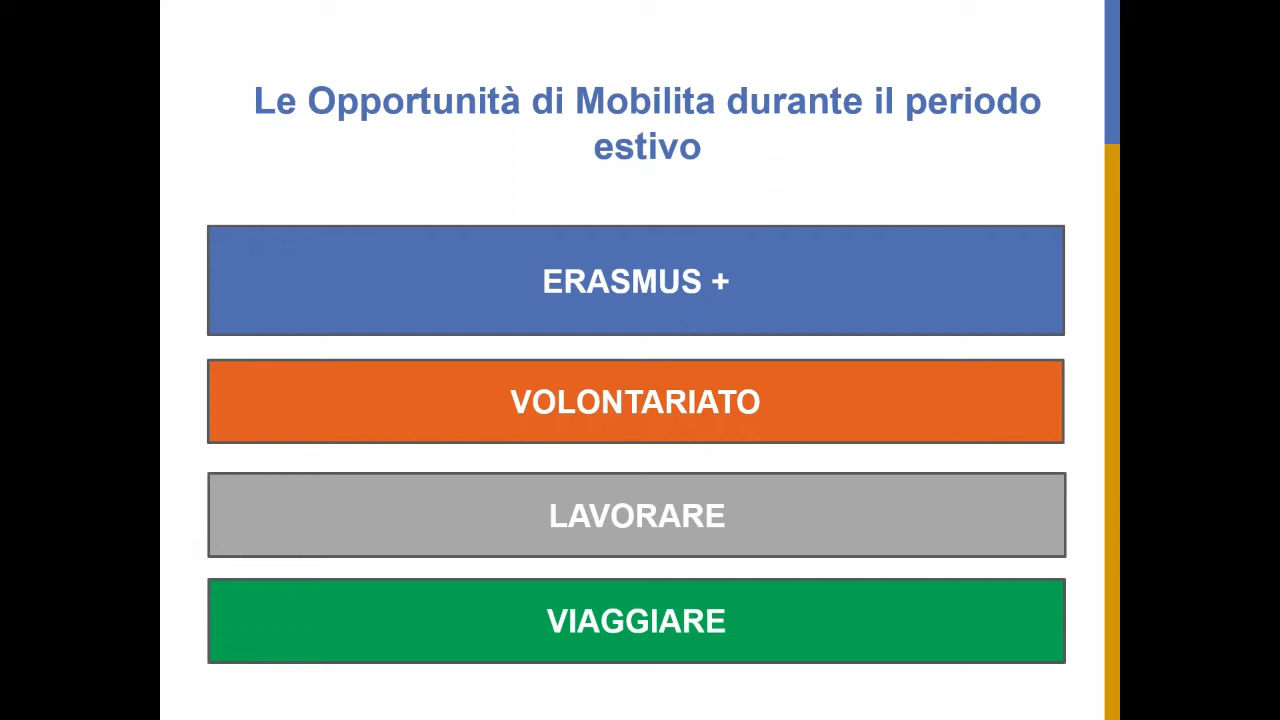 Le Opportunità di Mobilita durante il periodo
estivo
ERASMUS +
VOLONTARIATO
LAVORARE
VIAGGIARE